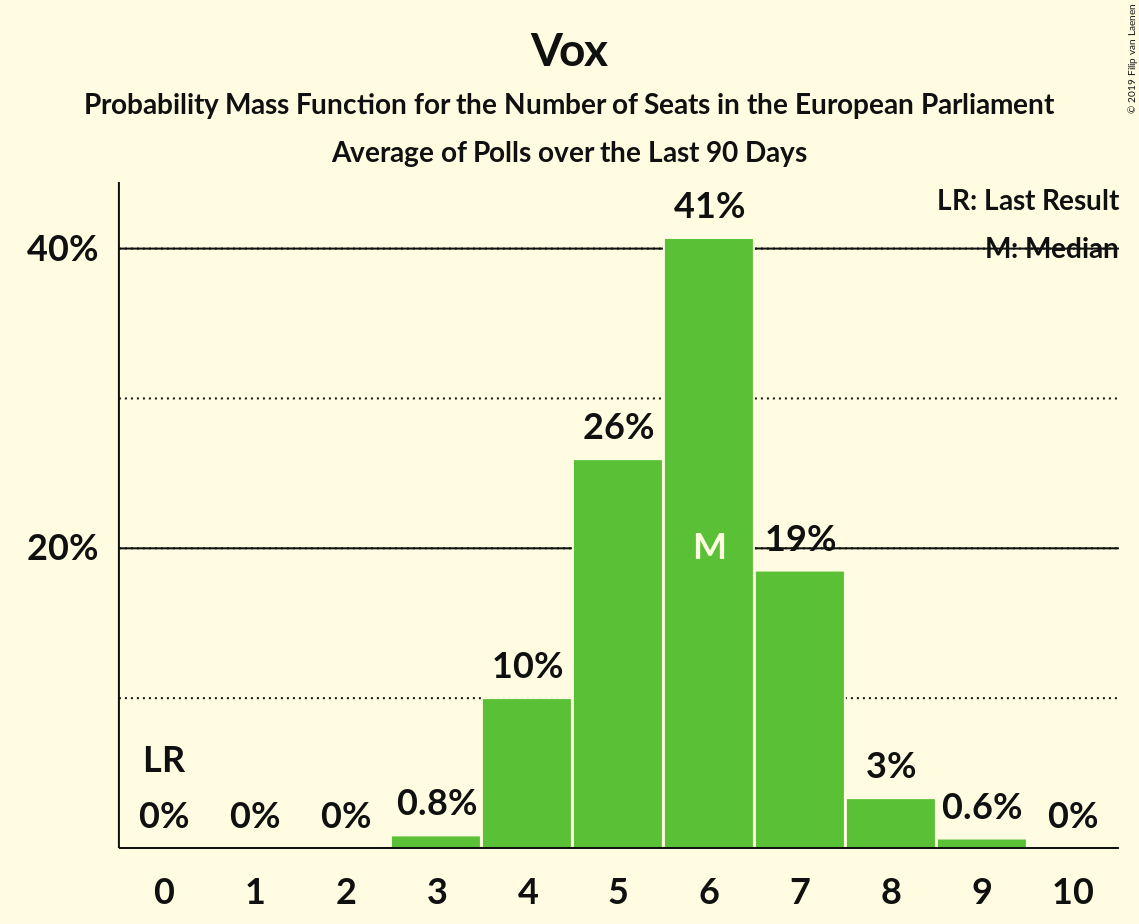 Vox
Probability Mass Function for the Number of Seats in the European Parliament
Average of Polls over the Last 90 Days
© 2019 Filip van Laenen
LR: Last Result
M: Median
40%
20%
LR
0%
0%
0%
0.8%
10%
26%
41%
M
19%
3%
0.6%
0%
0 1 2 3 4 5 6 7 8 9 10